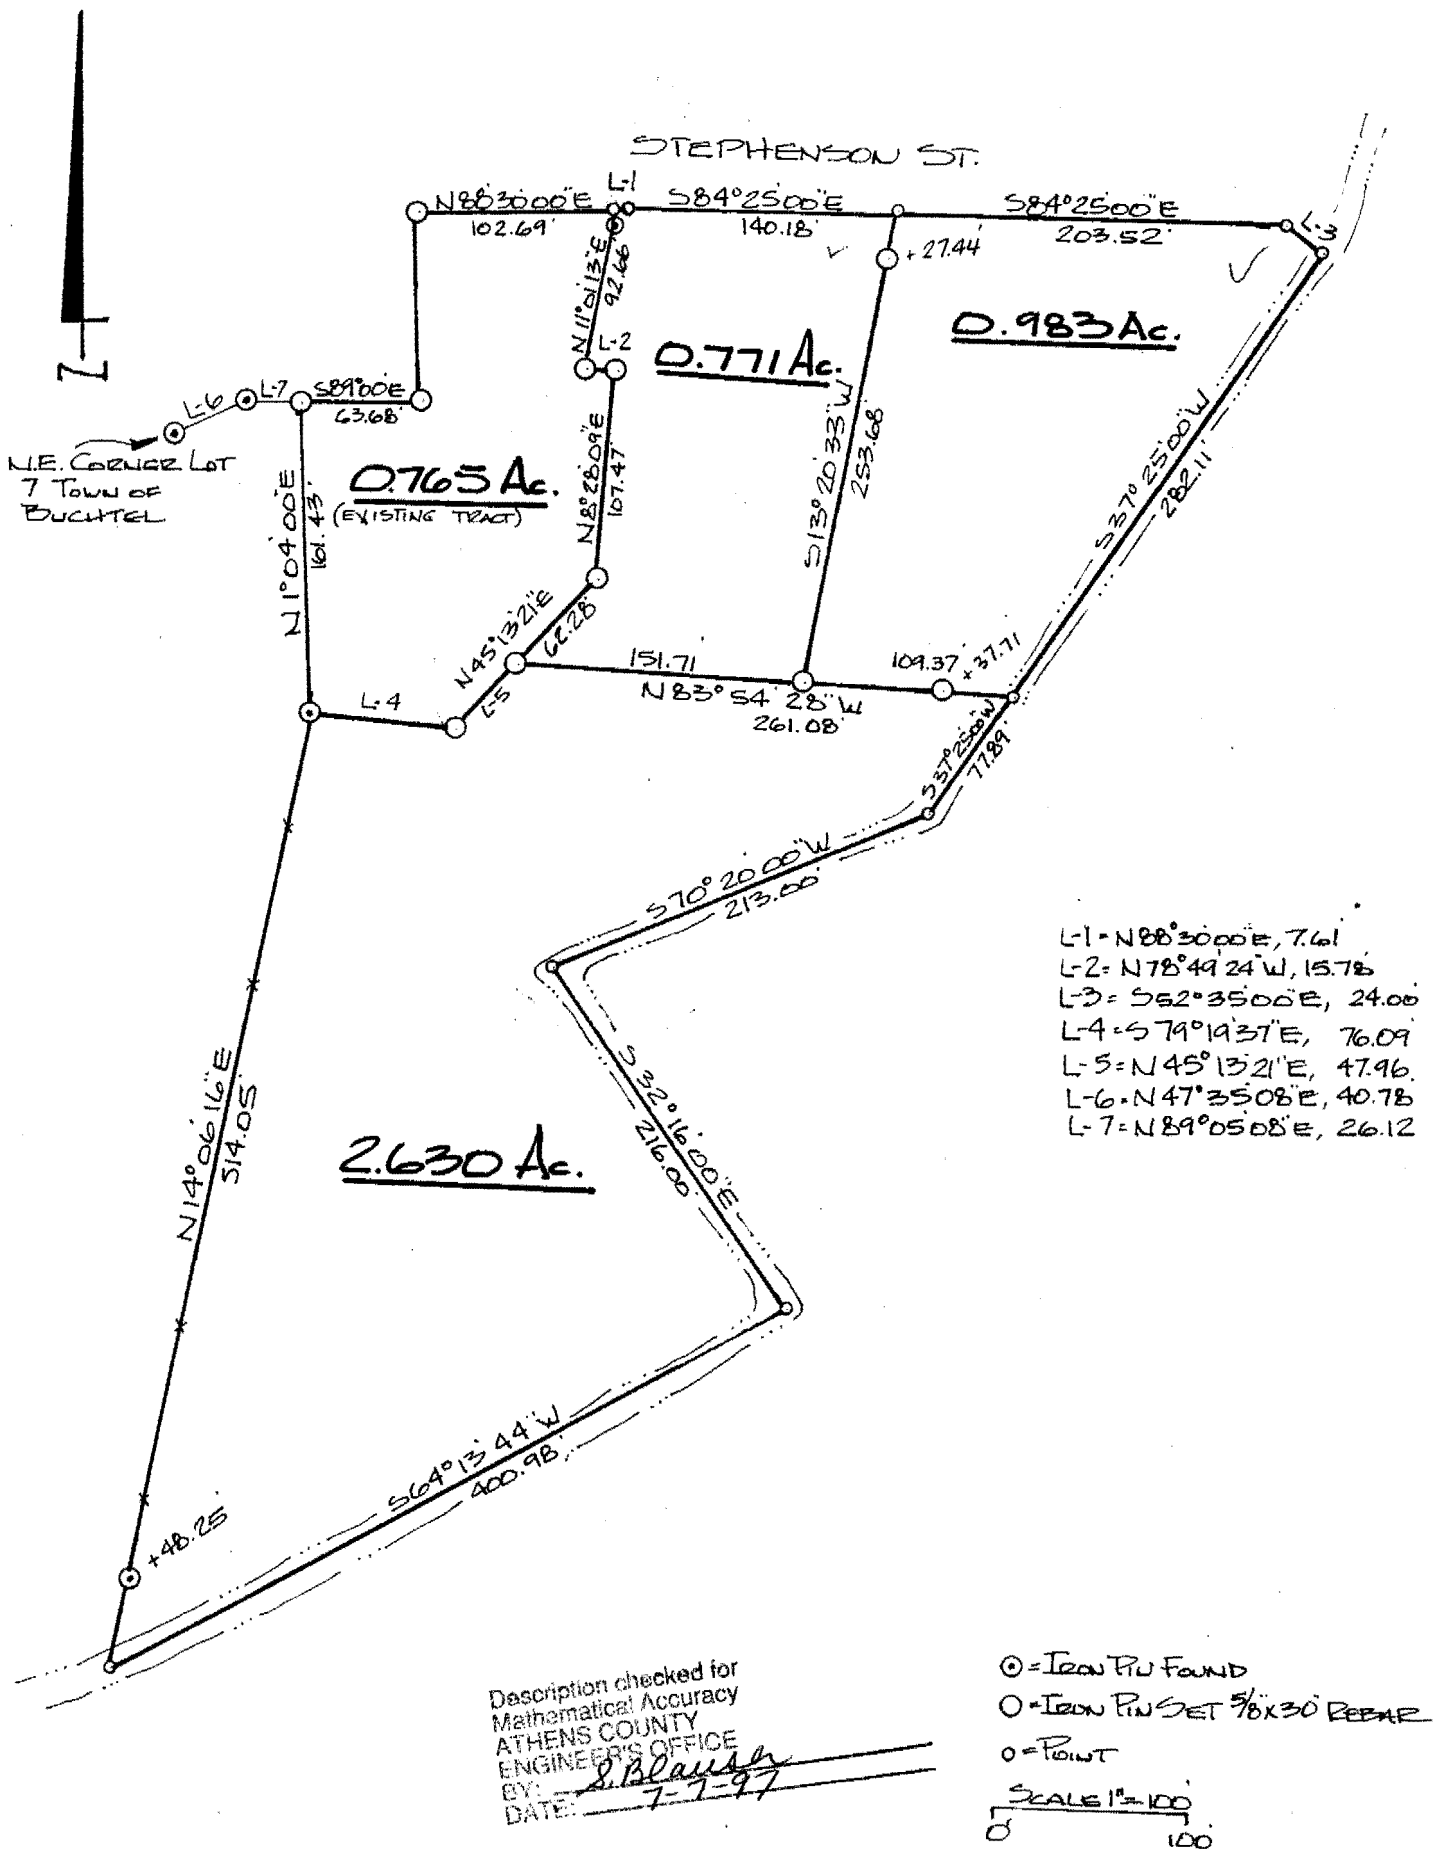 STEPHENSON ST.
L-1
N88°30'00"E
102.69'
S84°25'00"E
140.18'
S84°25'00"E
203.52'
L-3
+27.44'
N11°01'13"E
92.66'
L-2
0.771 Ac.
0.983 Ac.
Z
L-6
L-7
S89°00'E
63.68'
N.E. CORNER LOT
7 TOWN OF
BUCHTEL
0.765 Ac.
(EXISTING TRACT)
N1°04'00"E
161.43'
N8°28'09"E
107.47'
S13°20'33"W
253.68'
S37°25'00"W
282.11'
N45°13'21"E
62.28'
L-4
L-5
151.71
N83°54'28"W
261.08'
109.37'
+37.71
S37°25'00"W
77.89'
S70°20'00"W
213.00'
L-1=N88°30'00"E, 7.61'
L-2=N78°49'24"W, 15.78'
L-3=S52°35'00"E, 24.00'
L-4=S79°19'37"E, 76.09'
L-5=N45°13'21"E, 47.96'
L-6=N47°35'08"E, 40.78'
L-7=N89°05'08"E, 26.12
N14°06'16"E
514.05'
2.630 Ac.
S32°16'00"E
216.00'
S64°13'44"W
400.98'
+48.25'
Description checked for
Mathematical Accuracy
ATHENS COUNTY
ENGINEER'S OFFICE
BY: S. Blauser
DATE: 7-7-97
=IRON PIN FOUND
=IRON PIN SET 5/8"x30" REBAR
=POINT
SCALE 1"=100'
0'
100'